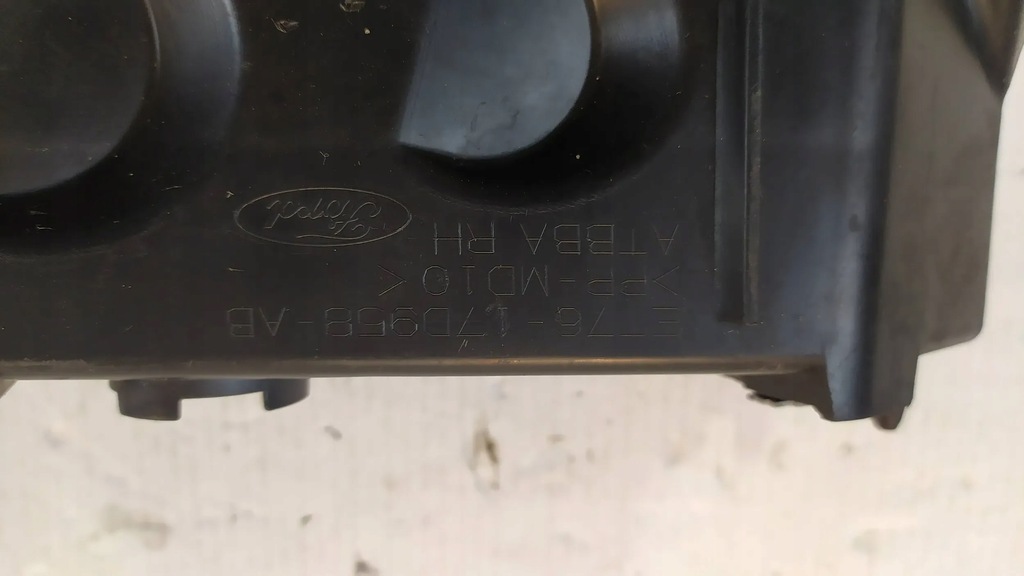 ET76-17D958-AB
>PP-MD10<
ATBBA RH
Ford